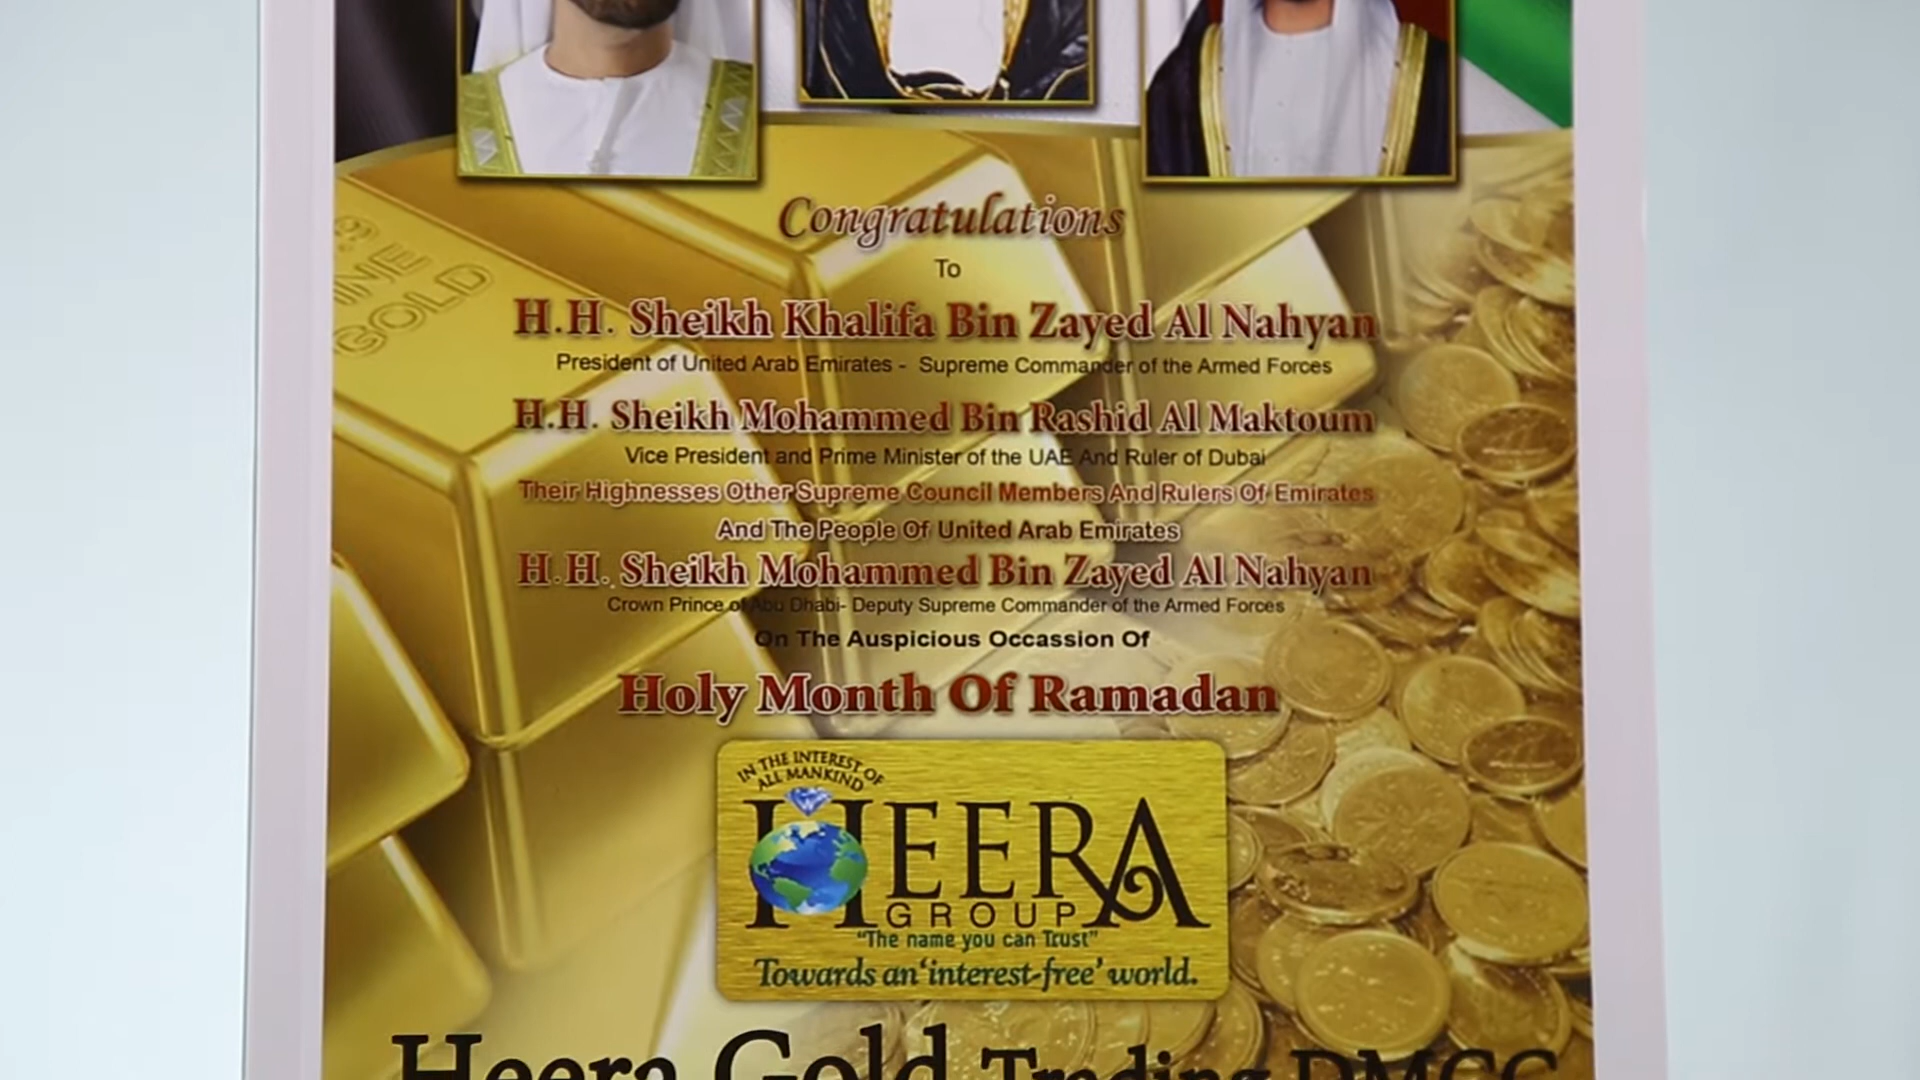 FINE
GOLD
Congratulations
To
H.H. Sheikh Khalifa Bin Zayed Al Nahyan
President of United Arab Emirates - Supreme Commander of the Armed Forces
H.H. Sheikh Mohammed Bin Rashid Al Maktoum
Vice President and Prime Minister of the UAE And Ruler of Dubai
Their Highnesses Other Supreme Council Members And Rulers Of Emirates
And The People Of United Arab Emirates
H.H. Sheikh Mohammed Bin Zayed Al Nahyan
Crown Prince of Abu Dhabi- Deputy Supreme Commander of the Armed Forces
On The Auspicious Occassion Of
Holy Month Of Ramadan
IN THE INTEREST OF
ALL MANKIND
HEERA
GROUP
"The name you can Trust"
Towards an 'interest-free' world.
Heera Gold Trading DMCC